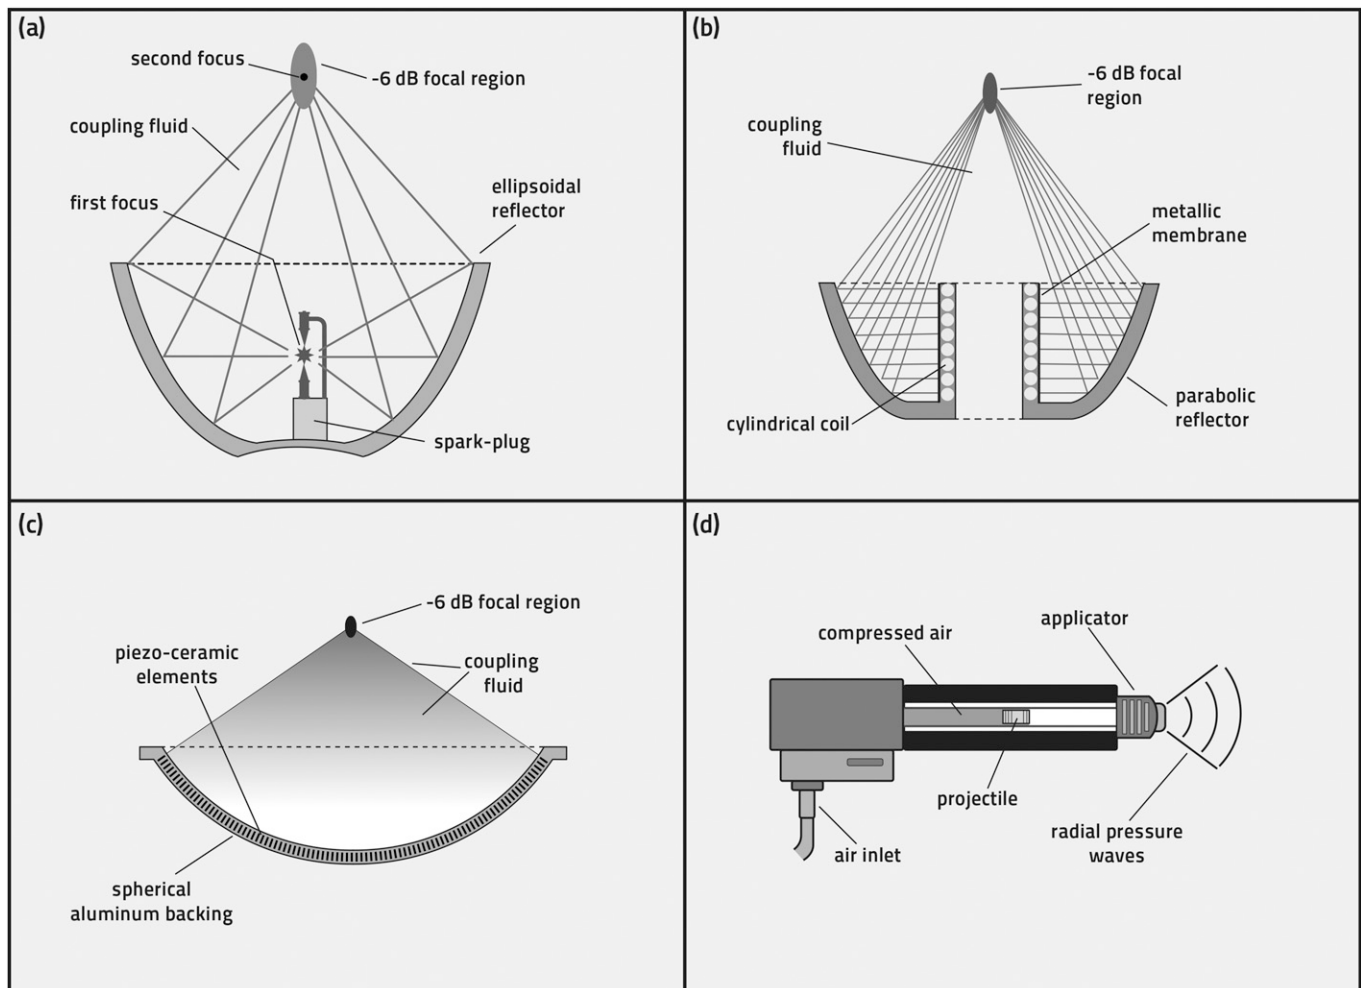 (a)
second focus
-6 dB focal region
coupling fluid
first focus
ellipsoidal
reflector
spark-plug
(b)
-6 dB focal
region
coupling
fluid
metallic
membrane
cylindrical coil
parabolic
reflector
(c)
-6 dB focal region
piezo-ceramic
elements
coupling
fluid
spherical
aluminum backing
(d)
compressed air
applicator
projectile
air inlet
radial pressure
waves